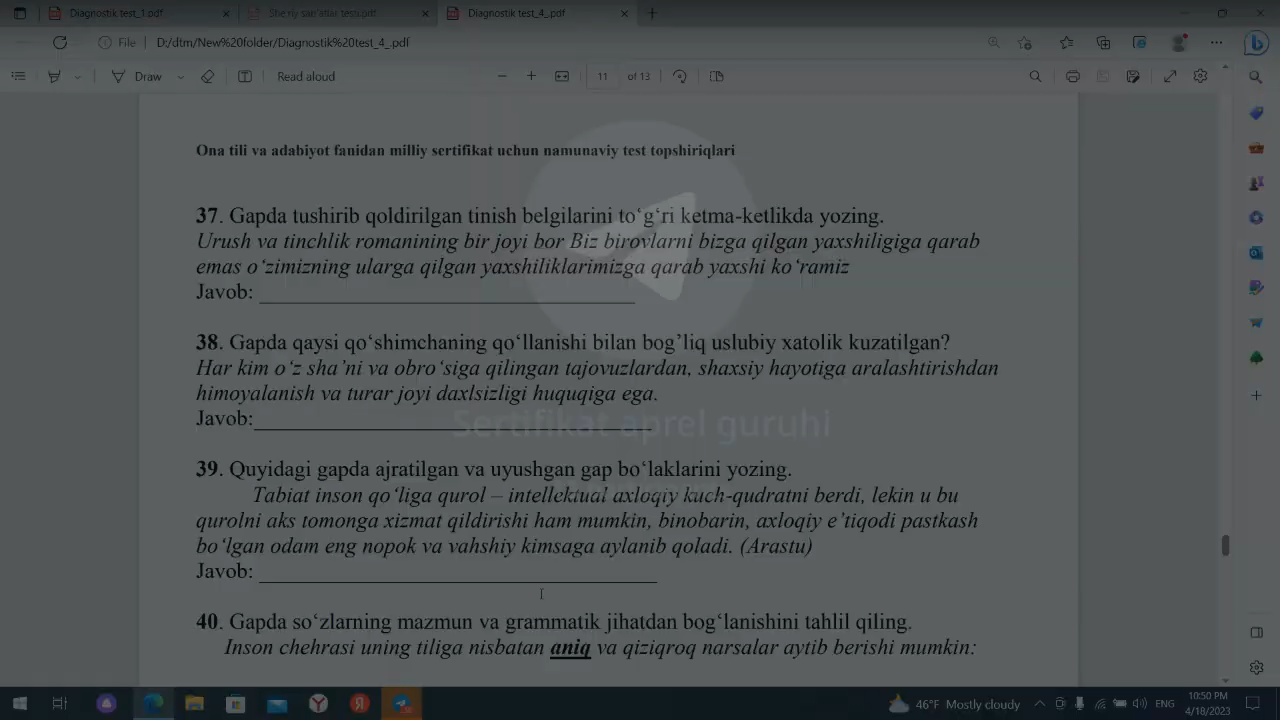 Diagnostik test_1.pdf
She'riy san'atlar testi.pdf
Diagnostik test_4_.pdf
File
D:/dtm/New%20folder/Diagnostik%20test_4_.pdf
Draw
Read aloud
11
of 13
Ona tili va adabiyot fanidan milliy sertifikat uchun namunaviy test topshiriqlari
37. Gapda tushirib qoldirilgan tinish belgilarini to‘g‘ri ketma-ketlikda yozing.
Urush va tinchlik romanining bir joyi bor Biz birovlarni bizga qilgan yaxshiligiga qarab
emas o‘zimizning ularga qilgan yaxshiliklarimizga qarab yaxshi ko‘ramiz
Javob:
38. Gapda qaysi qo‘shimchaning qo‘llanishi bilan bog’liq uslubiy xatolik kuzatilgan?
Har kim o‘z sha’ni va obro‘siga qilingan tajovuzlardan, shaxsiy hayotiga aralashtirishdan
himoyalanish va turar joyi daxlsizligi huquqiga ega.
Javob:
Sertifikat aprel guruhi
39. Quyidagi gapda ajratilgan va uyushgan gap bo‘laklarini yozing.
Tabiat inson qo‘liga qurol – intellektual axloqiy kuch-qudratni berdi, lekin u bu
qurolni aks tomonga xizmat qildirishi ham mumkin, binobarin, axloqiy e’tiqodi pastkash
bo‘lgan odam eng nopok va vahshiy kimsaga aylanib qoladi. (Arastu)
Javob:
40. Gapda so‘zlarning mazmun va grammatik jihatdan bog‘lanishini tahlil qiling.
Inson chehrasi uning tiliga nisbatan aniq va qiziqroq narsalar aytib berishi mumkin:
46°F Mostly cloudy
ENG
10:50 PM
4/18/2023